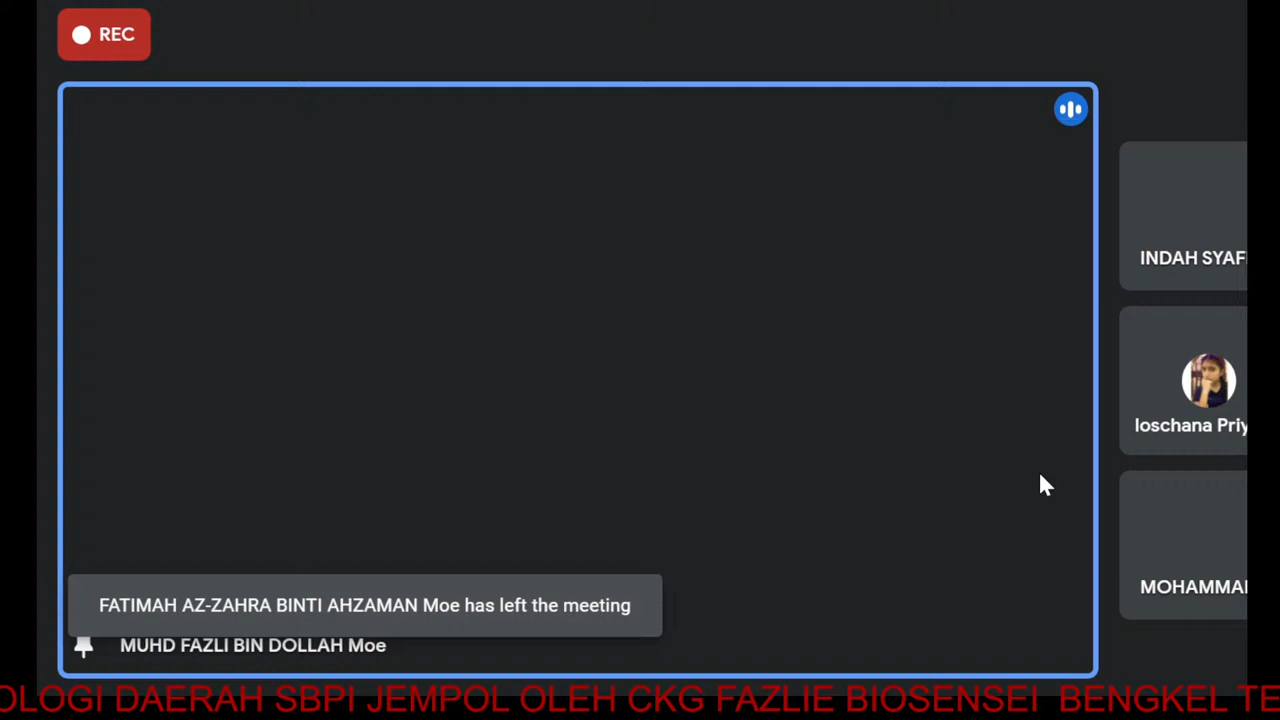 REC
INDAH SYAF
loschana Priy
MOHAMMA
FATIMAH AZ-ZAHRA BINTI AHZAMAN Moe has left the meeting
MUHD FAZLI BIN DOLLAH Moe
OLOGI DAERAH SBPI JEMPOL OLEH CKG FAZLIE BIOSENSEI BENGKEL TE